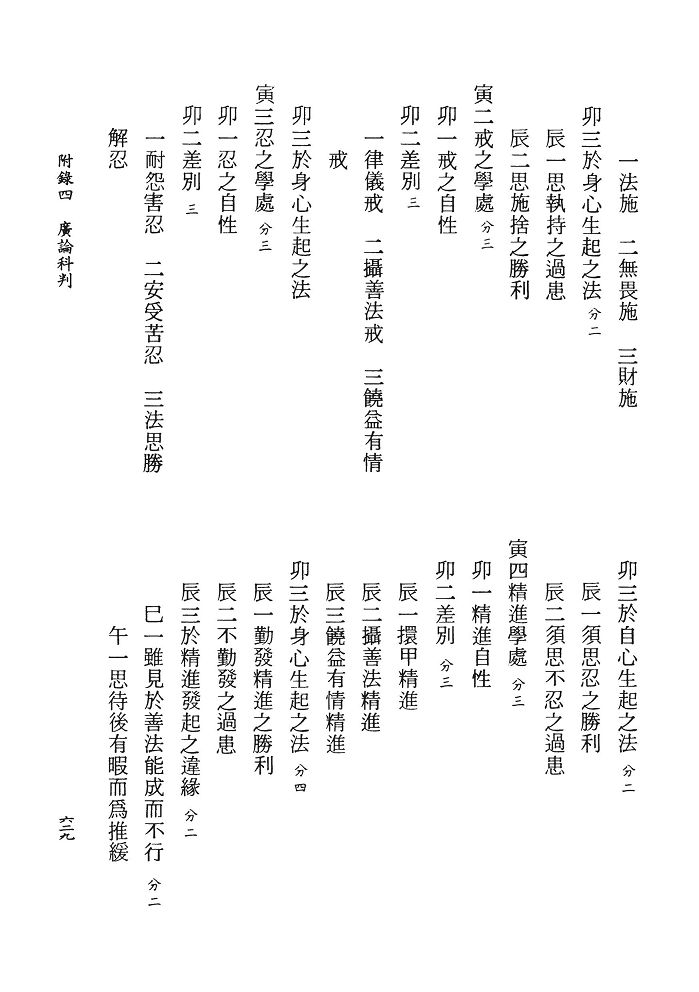 一法施　二無畏施　三財施
卯三於身心生起之法 分二
辰一思執持之過患
辰二思施捨之勝利
寅二戒之學處 分三
卯一戒之自性
卯二差別 三
一律儀戒　二攝善法戒　三饒益有情
戒
卯三於身心生起之法
寅三忍之學處 分三
卯一忍之自性
卯二差別 三
一耐怨害忍　二安受苦忍　三法思勝
解忍
卯三於自心生起之法 分二
辰一須思忍之勝利
辰二須思不忍之過患
寅四精進學處 分三
卯一精進自性
卯二差別 分三
辰一擐甲精進
辰二攝善法精進
辰三饒益有情精進
卯三於身心生起之法 分四
辰一勤發精進之勝利
辰二不勤發之過患
辰三於精進發起之違緣 分二
巳一雖見於善法能成而不行 分二
午一思待後有暇而爲推緩
附錄四　廣論科判
六二九